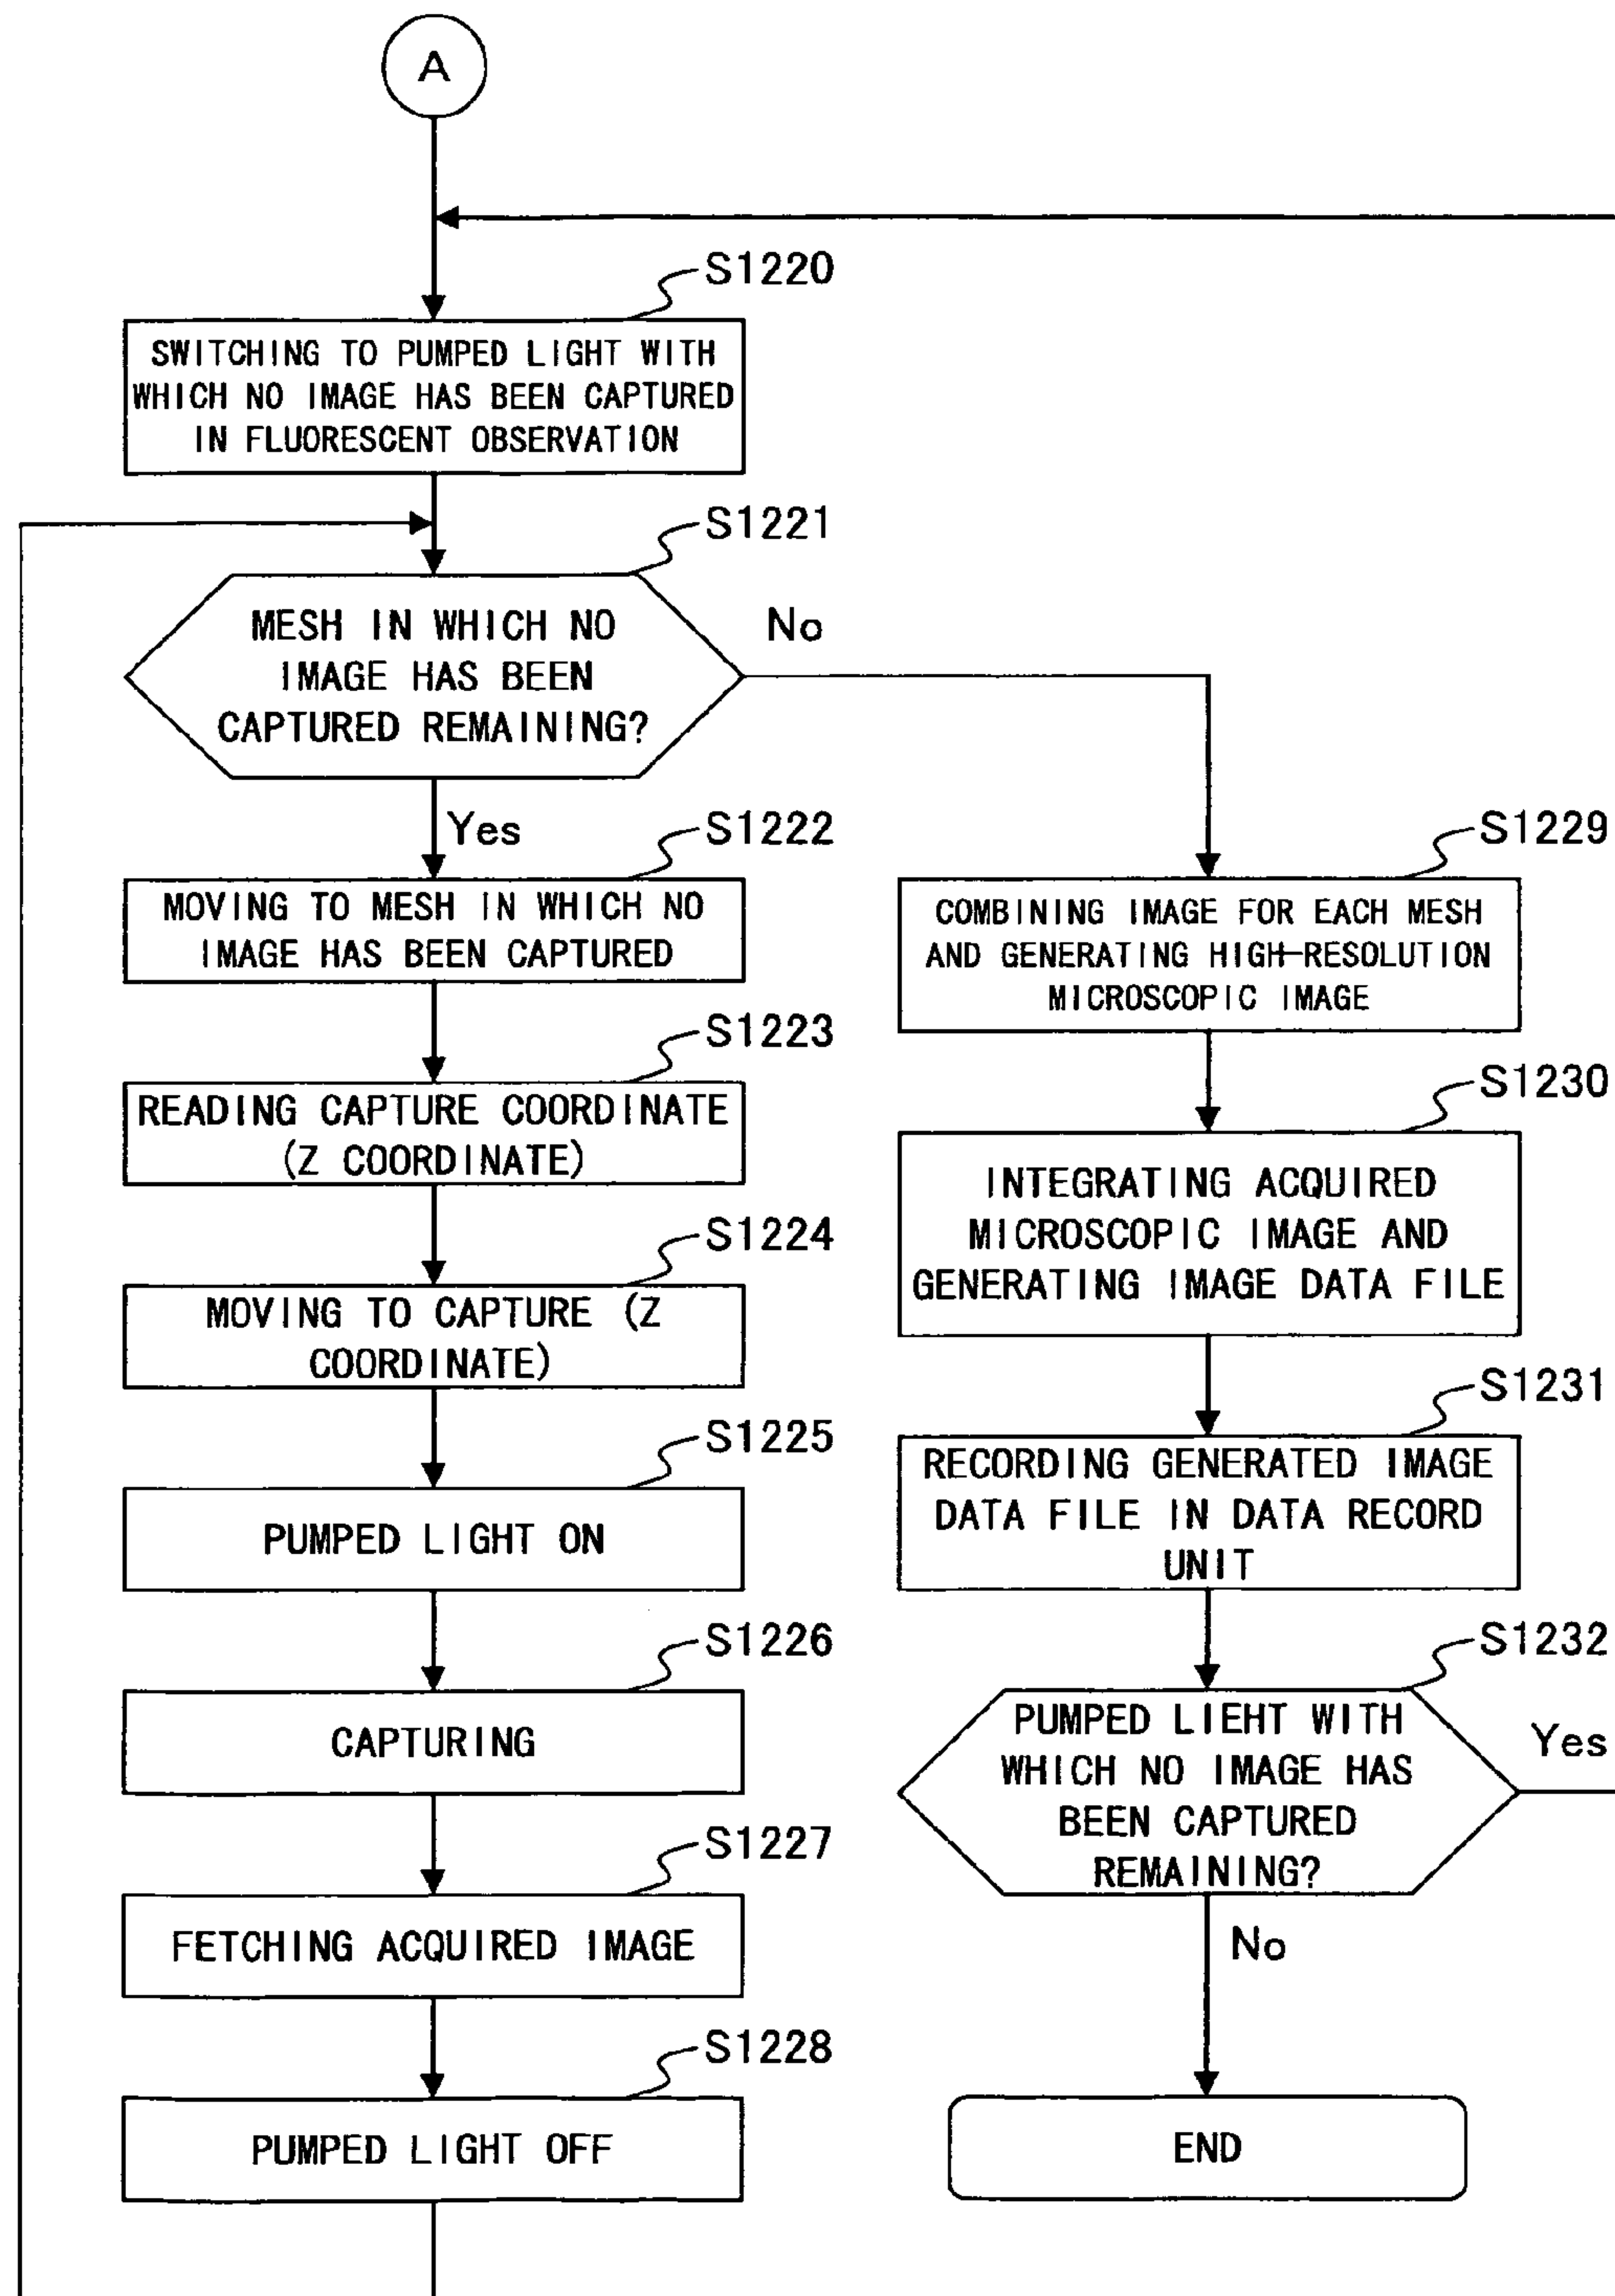 A
S1220
SWITCHING TO PUMPED LIGHT WITH
WHICH NO IMAGE HAS BEEN CAPTURED
IN FLUORESCENT OBSERVATION
S1221
MESH IN WHICH NO
IMAGE HAS BEEN
CAPTURED REMAINING?
No
Yes
S1222
MOVING TO MESH IN WHICH NO
IMAGE HAS BEEN CAPTURED
S1223
READING CAPTURE COORDINATE
(Z COORDINATE)
S1224
MOVING TO CAPTURE (Z
COORDINATE)
S1225
PUMPED LIGHT ON
S1226
CAPTURING
S1227
FETCHING ACQUIRED IMAGE
S1228
PUMPED LIGHT OFF
S1229
COMBINING IMAGE FOR EACH MESH
AND GENERATING HIGH-RESOLUTION
MICROSCOPIC IMAGE
S1230
INTEGRATING ACQUIRED
MICROSCOPIC IMAGE AND
GENERATING IMAGE DATA FILE
S1231
RECORDING GENERATED IMAGE
DATA FILE IN DATA RECORD
UNIT
S1232
PUMPED LIEHT WITH
WHICH NO IMAGE HAS
BEEN CAPTURED
REMAINING?
Yes
No
END